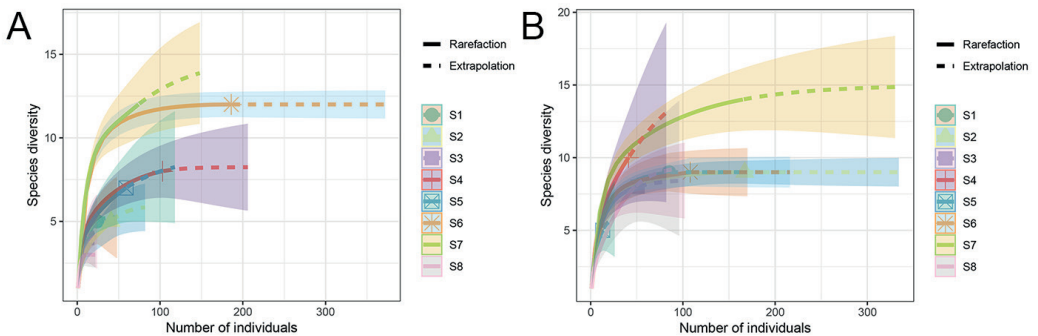 A
Species diversity
15
10
5
0
100
200
300
Number of individuals
Rarefaction
Extrapolation
S1
S2
S3
S4
S5
S6
S7
S8
B
Species diversity
20
15
10
5
0
100
200
300
Number of individuals
Rarefaction
Extrapolation
S1
S2
S3
S4
S5
S6
S7
S8